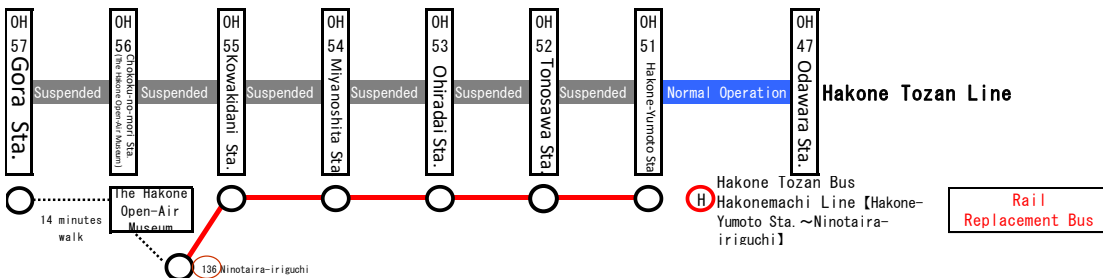 OH
57
Gora Sta.
OH
56
Chokoku-no-mori Sta.
(The Hakone Open-Air Museum)
OH
55
Kowakidani Sta.
OH
54
Miyanoshita Sta
OH
53
Ohiradai Sta.
OH
52
Tonosawa Sta.
OH
51
Hakone-Yumoto Sta
OH
47
Odawara Sta.
Suspended
Suspended
Suspended
Suspended
Suspended
Suspended
Normal Operation
Hakone Tozan Line
14 minutes
walk
The Hakone
Open-Air
Museum
136 Ninotaira-iriguchi
H
Hakone Tozan Bus
Hakonemachi Line【Hakone-
Yumoto Sta.～Ninotaira-
iriguchi】
Rail
Replacement Bus